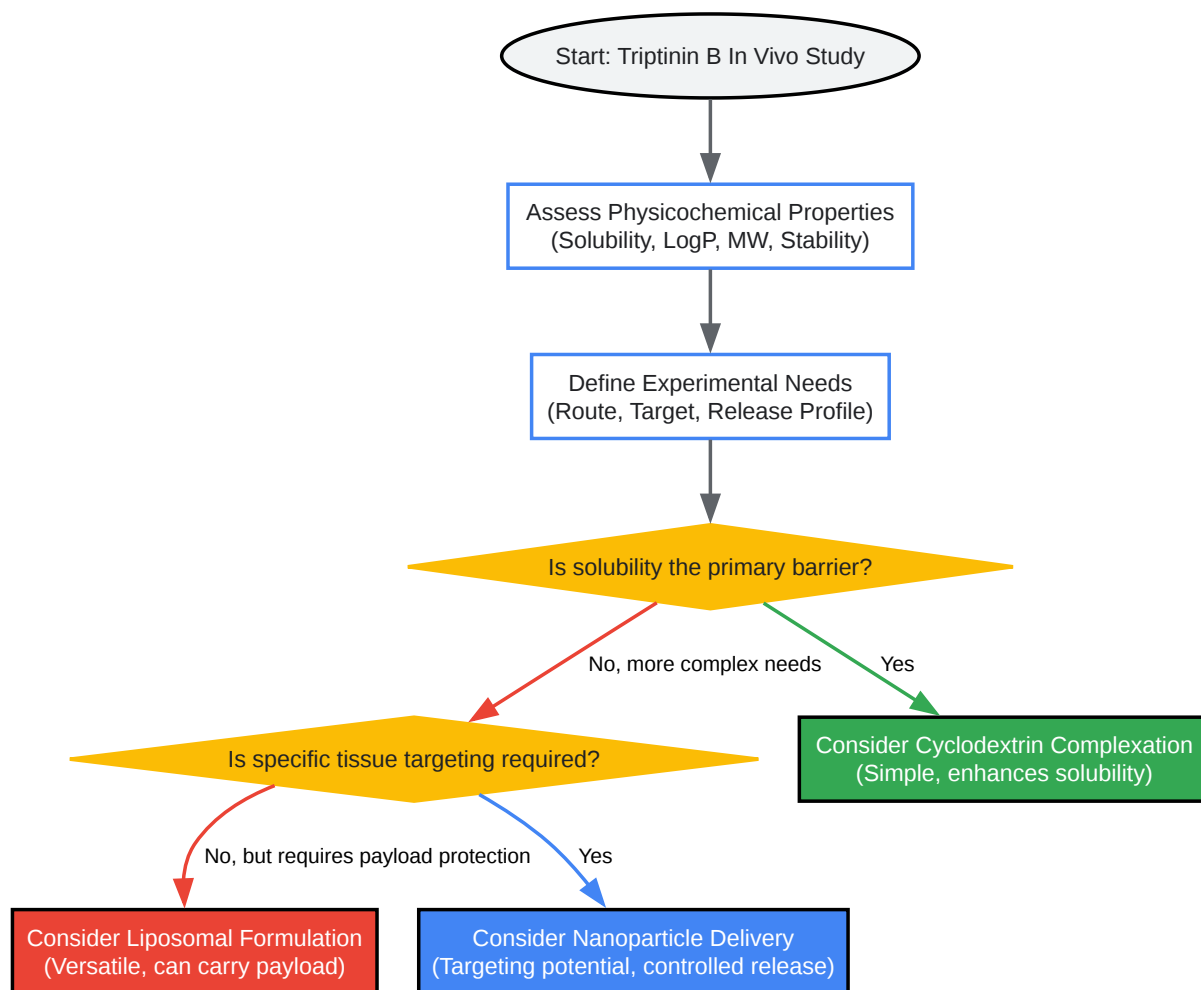 Start: Triptinin B In Vivo Study
Assess Physicochemical Properties
(Solubility, LogP, MW, Stability)
Define Experimental Needs
(Route, Target, Release Profile)
Is solubility the primary barrier?
No, more complex needs
Yes
Is specific tissue targeting required?
Consider Cyclodextrin Complexation
(Simple, enhances solubility)
No, but requires payload protection
Yes
Consider Liposomal Formulation
(Versatile, can carry payload)
Consider Nanoparticle Delivery
(Targeting potential, controlled release)